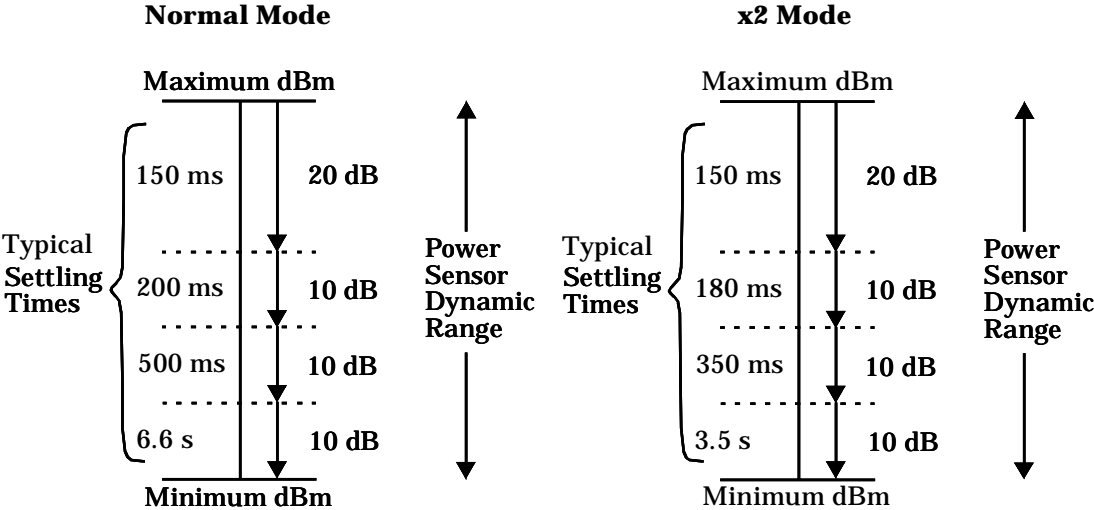 Normal Mode
Maximum dBm
150 ms
20 dB
Typical
Settling
Times
200 ms
10 dB
500 ms
10 dB
6.6 s
10 dB
Minimum dBm
Power
Sensor
Dynamic
Range
x2 Mode
Maximum dBm
150 ms
20 dB
Typical
Settling
Times
180 ms
10 dB
350 ms
10 dB
3.5 s
10 dB
Minimum dBm
Power
Sensor
Dynamic
Range